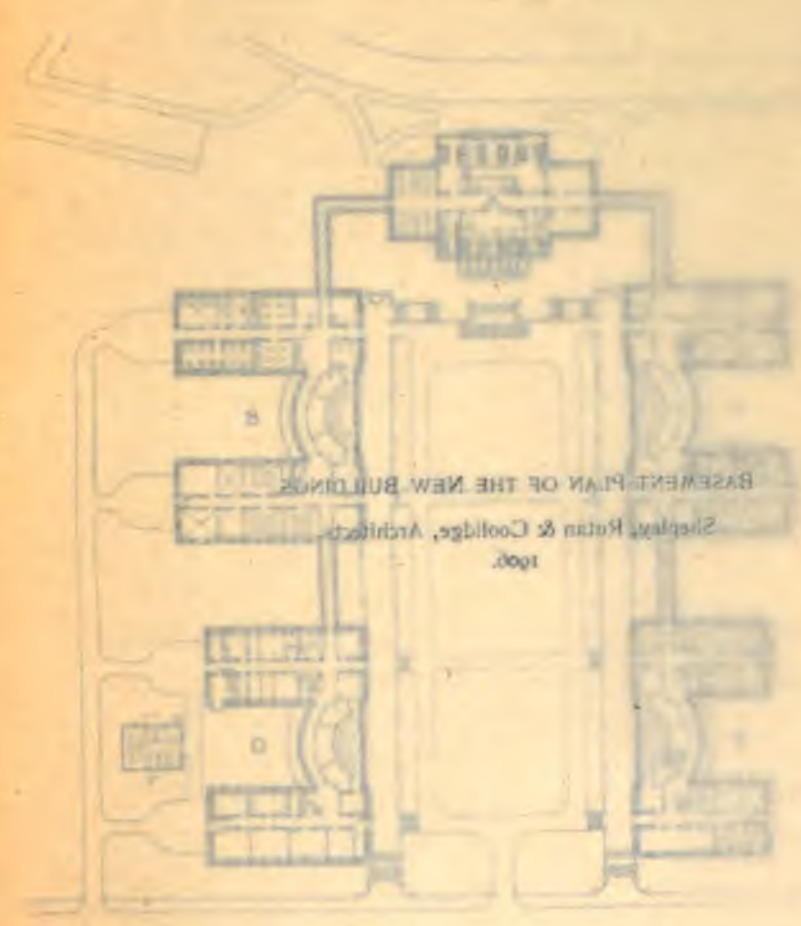 BASEMENT PLAN OF THE NEW BUILDINGS
Shepley, Rutan & Coolidge, Architects
1906.